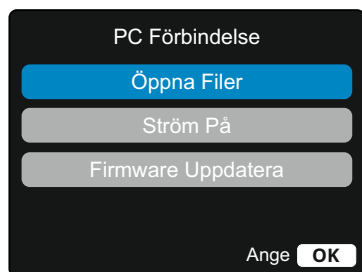 PC Förbindelse
Öppna Filer
Ström På
Firmware Uppdatera
Ange OK